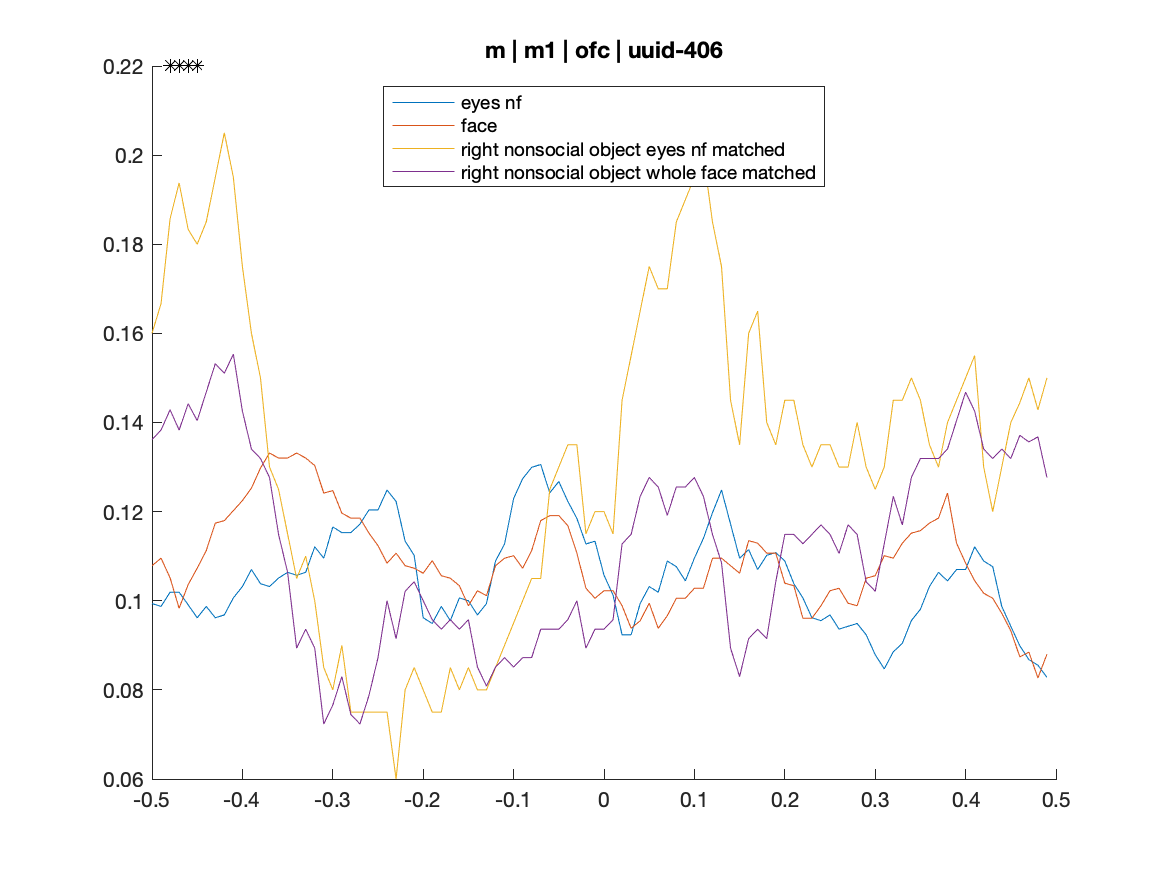 m | m1 | ofc | uuid-406
eyes nf
face
right nonsocial object eyes nf matched
right nonsocial object whole face matched
0.22
0.2
0.18
0.16
0.14
0.12
0.1
0.08
0.06
-0.5 -0.4 -0.3 -0.2 -0.1 0 0.1 0.2 0.3 0.4 0.5